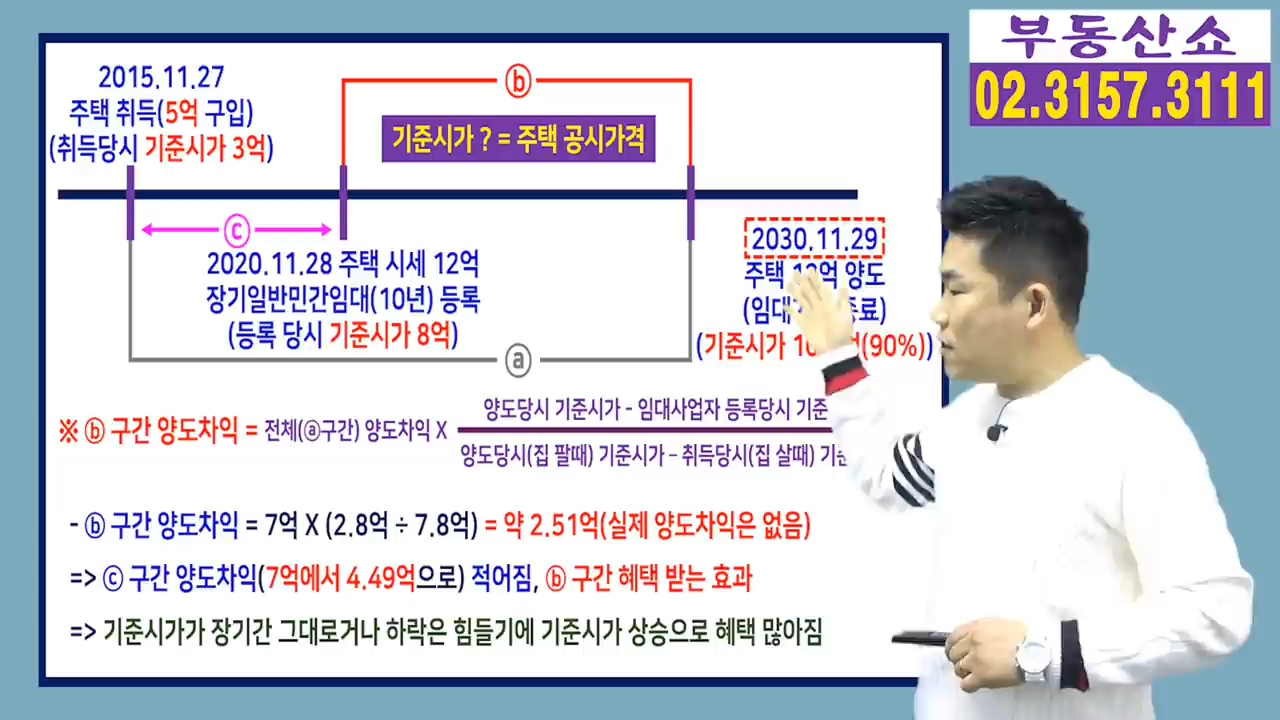 부동산쇼
02.3157.3111
2015.11.27
주택 취득(5억 구입)
(취득당시 기준시가 3억)
ⓑ
기준시가 ? = 주택 공시가격
ⓒ
2020.11.28 주택 시세 12억
장기일반민간임대(10년) 등록
(등록 당시 기준시가 8억)
2030.11.29
주택 억 양도
(임대 료)
(기준시가 10 억(90%))
ⓐ
※ ⓑ 구간 양도차익 = 전체(ⓐ구간) 양도차익 X
양도당시 기준시가 - 임대사업자 등록당시 기준
양도당시(집 팔때) 기준시가 - 취득당시(집 살때) 기
- ⓑ 구간 양도차익 = 7억 X (2.8억 ÷ 7.8억) = 약 2.51억(실제 양도차익은 없음)
=> ⓒ 구간 양도차익(7억에서 4.49억으로) 적어짐, ⓑ 구간 혜택 받는 효과
=> 기준시가가 장기간 그대로거나 하락은 힘들기에 기준시가 상승으로 혜택 많아짐